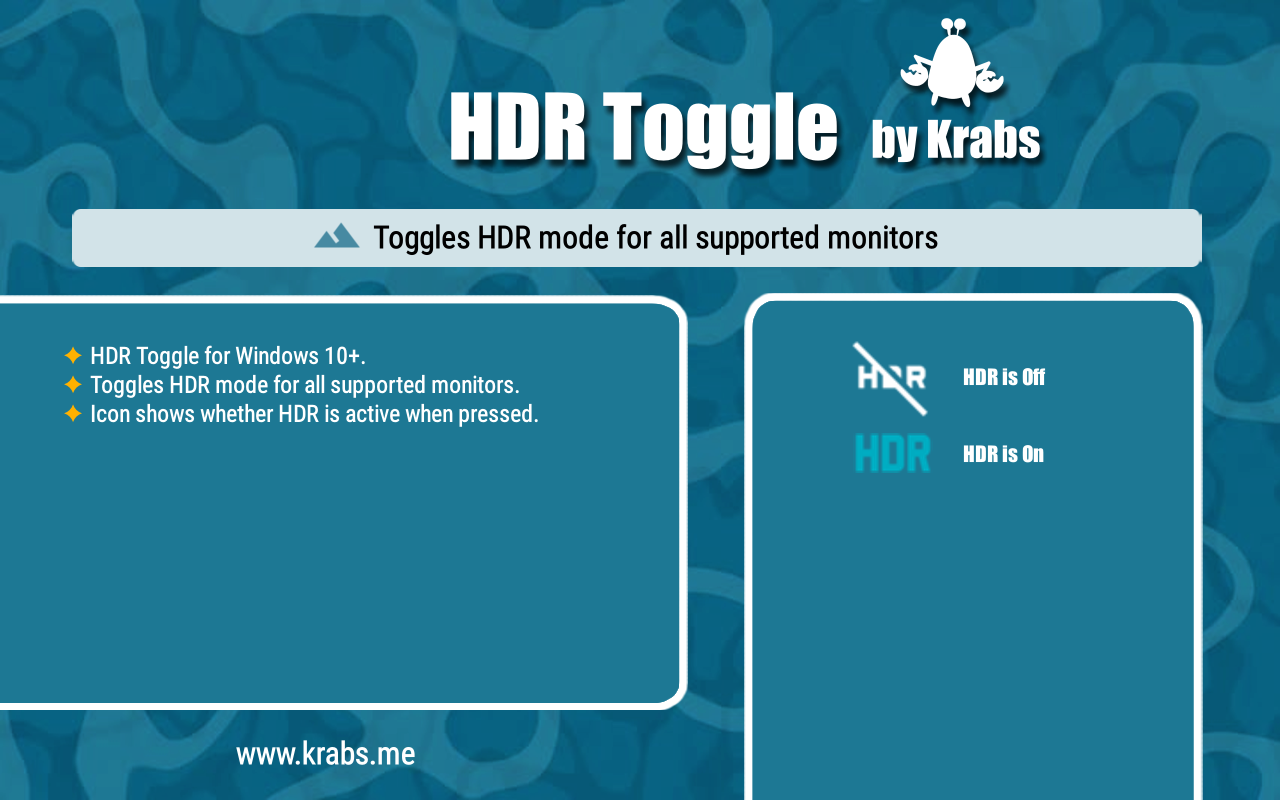 HDR Toggle
by Krabs
Toggles HDR mode for all supported monitors
HDR Toggle for Windows 10+.
Toggles HDR mode for all supported monitors.
Icon shows whether HDR is active when pressed.
HDR HDR is Off
HDR HDR is On
www.krabs.me